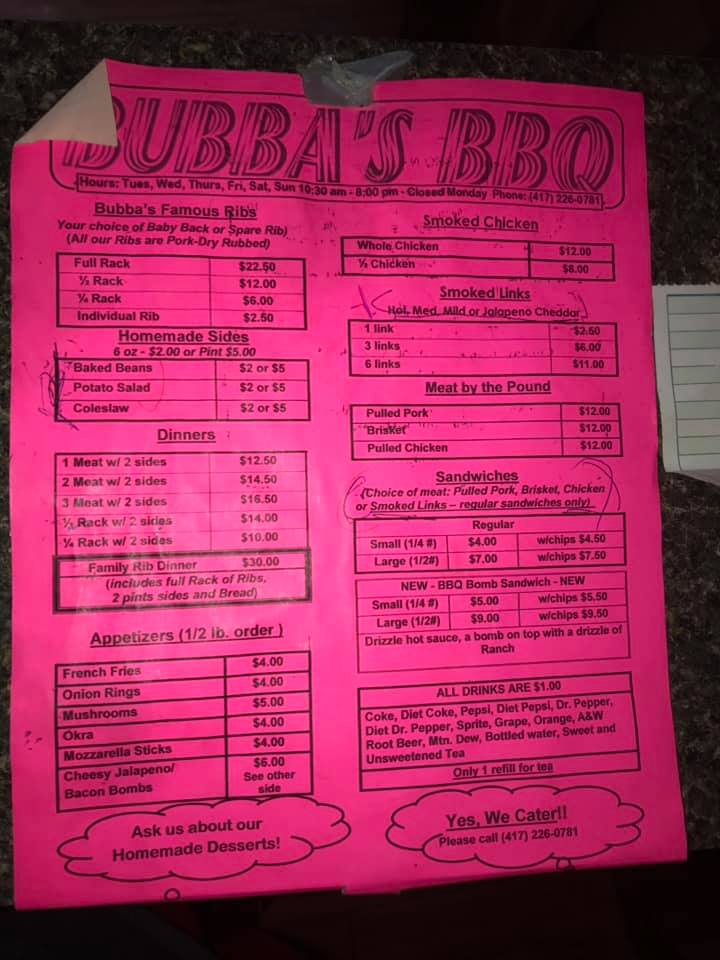 BUBBA'S BBQ
Hours: Tues, Wed, Thurs, Fri, Sat, Sun 10:30 am - 8:00 pm - Closed Monday Phone: (417) 226-0781
Bubba's Famous Ribs
Your choice of Baby Back or Spare Rib)
(All our Ribs are Pork-Dry Rubbed)
Full Rack $22.50
½ Rack $12.00
¼ Rack $6.00
Individual Rib $2.50
Homemade Sides
6 oz - $2.00 or Pint $5.00
Baked Beans $2 or $5
Potato Salad $2 or $5
Coleslaw $2 or $5
Dinners
1 Meat w/ 2 sides $12.50
2 Meat w/ 2 sides $14.50
3 Meat w/ 2 sides $16.50
½ Rack w/ 2 sides $14.00
¼ Rack w/ 2 sides $10.00
Family Rib Dinner $30.00
(includes full Rack of Ribs,
2 pints sides and Bread)
Appetizers (1/2 lb. order )
French Fries $4.00
Onion Rings $4.00
Mushrooms $5.00
Okra $4.00
Mozzarella Sticks $4.00
Cheesy Jalapeno/ $6.00
Bacon Bombs See other
side
Ask us about our
Homemade Desserts!
Smoked Chicken
Whole Chicken $12.00
½ Chicken $8.00
Smoked Links
Hot, Med, Mild or Jalapeno Cheddar
1 link $2.50
3 links $6.00
6 links $11.00
Meat by the Pound
Pulled Pork $12.00
Brisket $12.00
Pulled Chicken $12.00
Sandwiches
(Choice of meat: Pulled Pork, Brisket, Chicken
or Smoked Links – regular sandwiches only)
Regular
Small (1/4 #) $4.00 w/chips $4.50
Large (1/2#) $7.00 w/chips $7.50
NEW - BBQ Bomb Sandwich - NEW
Small (1/4 #) $5.00 w/chips $5.50
Large (1/2#) $9.00 w/chips $9.50
Drizzle hot sauce, a bomb on top with a drizzle of
Ranch
ALL DRINKS ARE $1.00
Coke, Diet Coke, Pepsi, Diet Pepsi, Dr. Pepper,
Diet Dr. Pepper, Sprite, Grape, Orange, A&W
Root Beer, Mtn. Dew, Bottled water, Sweet and
Unsweetened Tea
Only 1 refill for tea
Yes, We Cater!!
Please call (417) 226-0781